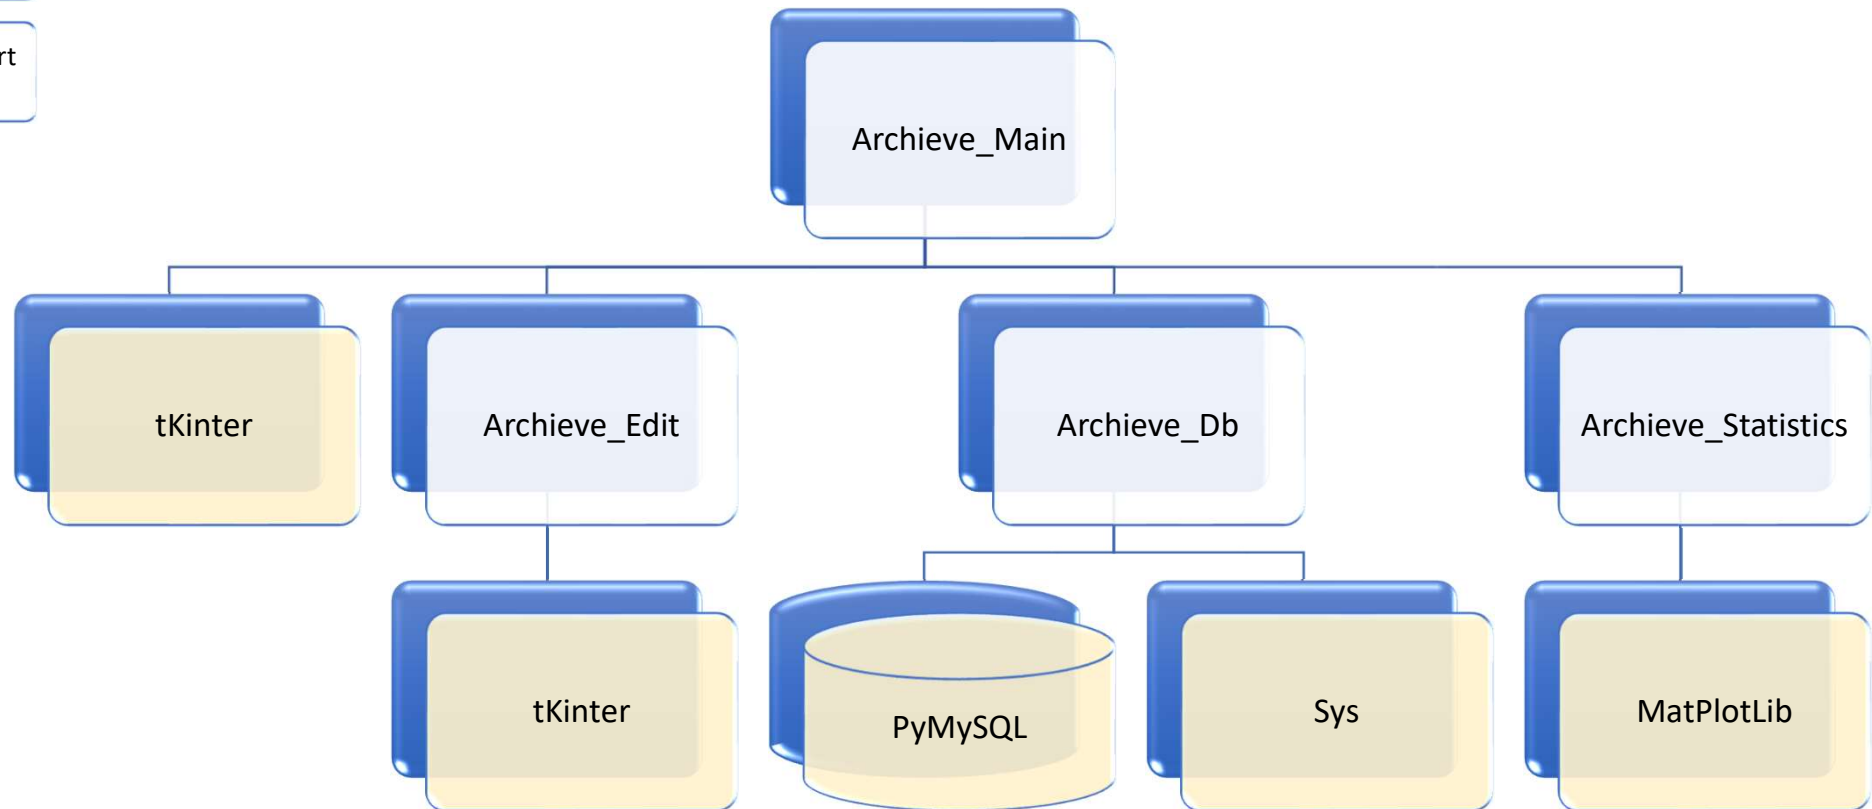 rt
Archieve_Main
tKinter
Archieve_Edit
Archieve_Db
Archieve_Statistics
tKinter
PyMySQL
Sys
MatPlotLib